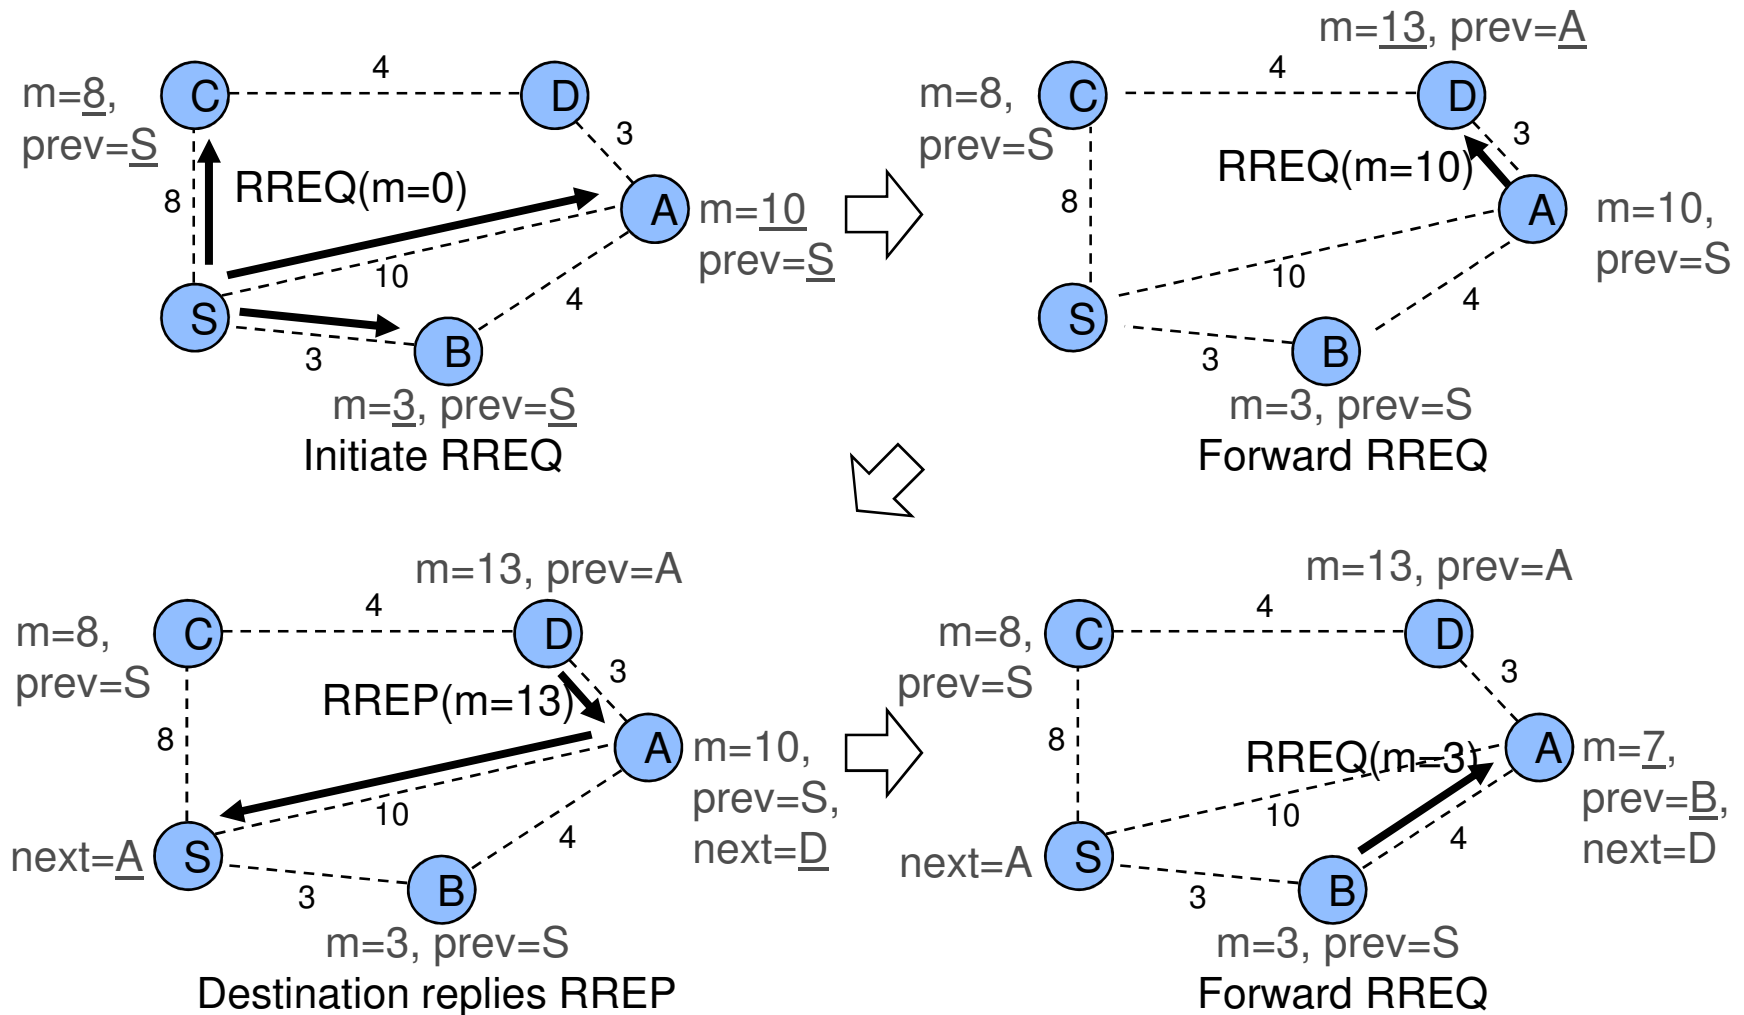 4
C
D
m=8,
prev=S
3
RREQ(m=0)
8
A
m=10
prev=S
10
S
4
3
B
m=3, prev=S
Initiate RREQ
m=13, prev=A
4
m=8,
prev=S
C
D
3
RREQ(m=10)
8
A
m=10,
prev=S
10
S
4
3
B
m=3, prev=S
Forward RREQ
m=13, prev=A
4
m=8,
prev=S
C
D
3
RREP(m=13)
8
A
m=10,
prev=S,
next=D
10
4
next=A
S
3
B
m=3, prev=S
Destination replies RREP
m=13, prev=A
4
m=8,
prev=S
C
D
3
8
RREQ(m=3)
A
m=7,
prev=B,
next=D
10
4
next=A
S
3
B
m=3, prev=S
Forward RREQ